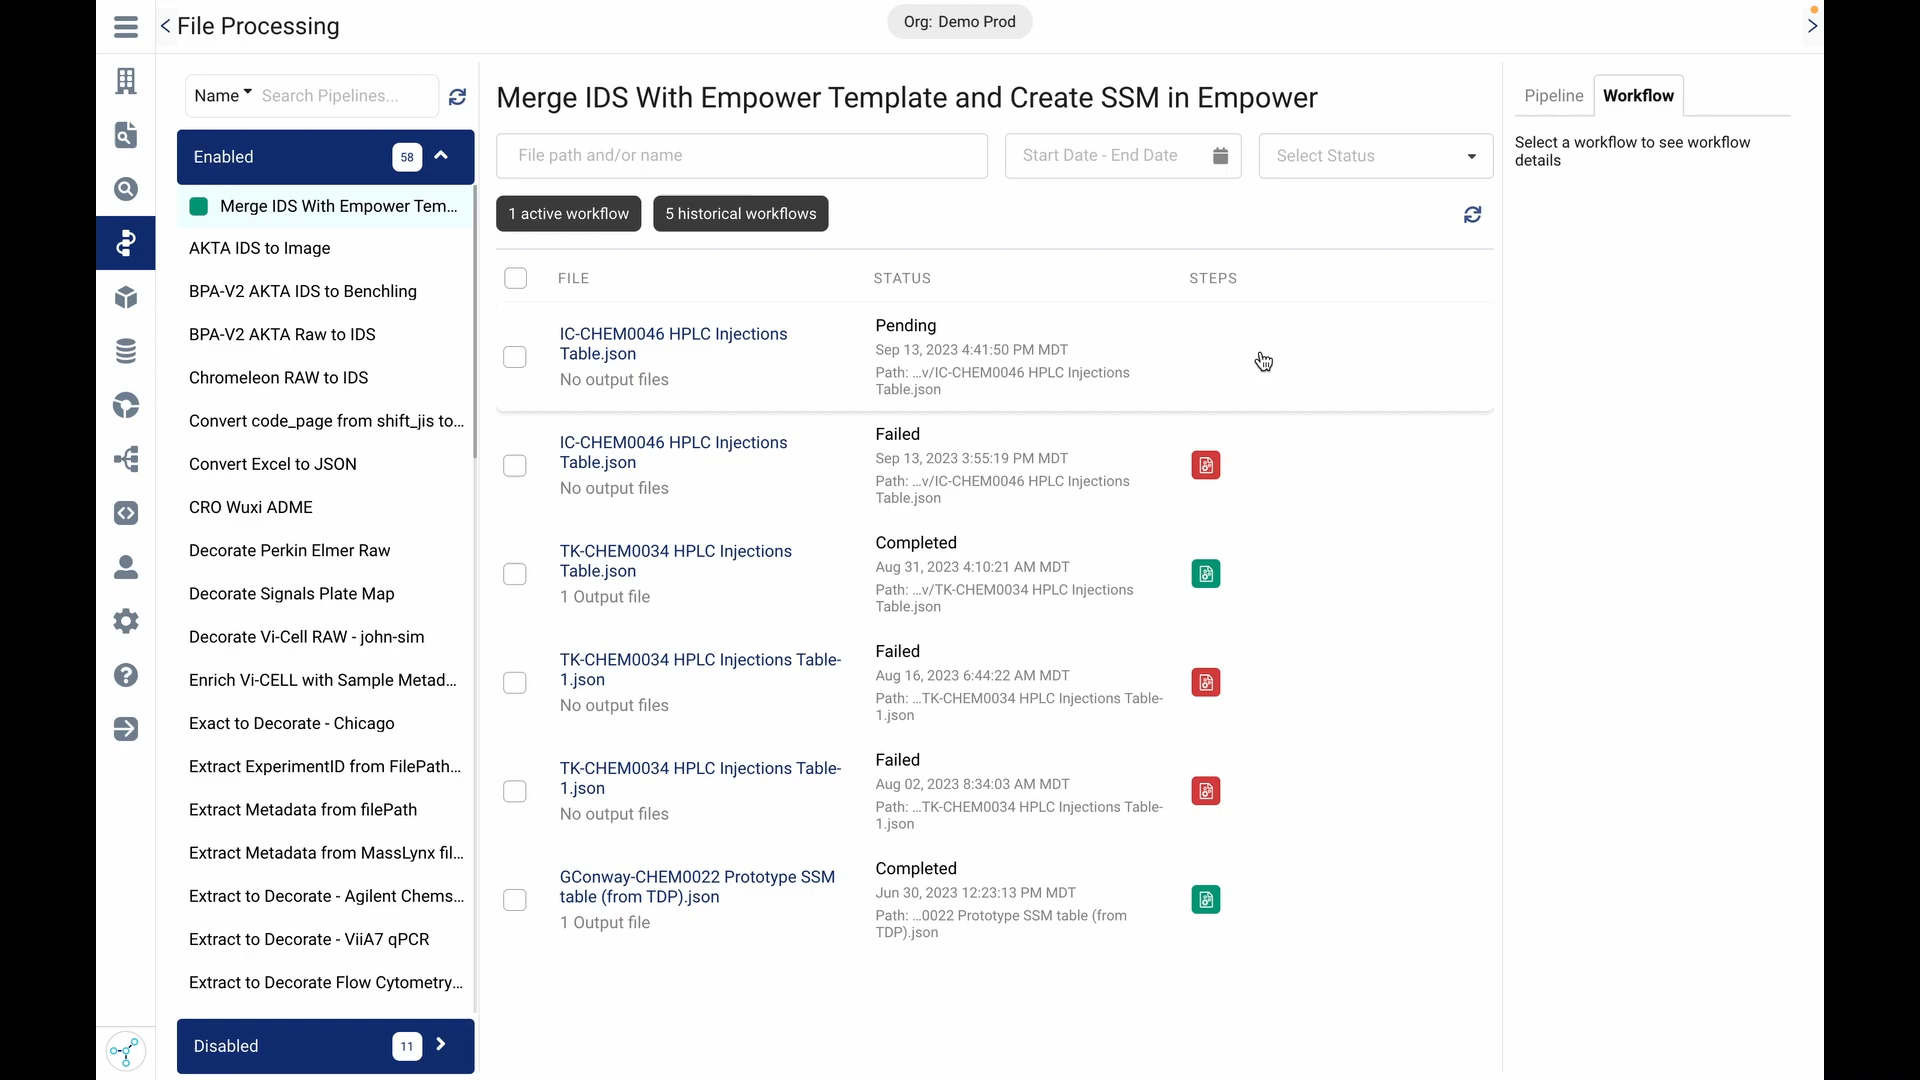 File Processing
Org: Demo Prod
Name
Search Pipelines...
Enabled
58
Merge IDS With Empower Tem...
AKTA IDS to Image
BPA-V2 AKTA IDS to Benchling
BPA-V2 AKTA Raw to IDS
Chromeleon RAW to IDS
Convert code_page from shift_jis to...
Convert Excel to JSON
CRO Wuxi ADME
Decorate Perkin Elmer Raw
Decorate Signals Plate Map
Decorate Vi-Cell RAW - john-sim
Enrich Vi-CELL with Sample Metad...
Exact to Decorate - Chicago
Extract ExperimentID from FilePath...
Extract Metadata from filePath
Extract Metadata from MassLynx fil...
Extract to Decorate - Agilent Chems...
Extract to Decorate - ViiA7 qPCR
Extract to Decorate Flow Cytometry...
Disabled
11
Merge IDS With Empower Template and Create SSM in Empower
File path and/or name
Start Date - End Date
Select Status
1 active workflow
5 historical workflows
FILE
STATUS
STEPS
IC-CHEM0046 HPLC Injections
Table.json
No output files
Pending
Sep 13, 2023 4:41:50 PM MDT
Path: ...v/IC-CHEM0046 HPLC Injections
Table.json
IC-CHEM0046 HPLC Injections
Table.json
No output files
Failed
Sep 13, 2023 3:55:19 PM MDT
Path: ...v/IC-CHEM0046 HPLC Injections
Table.json
TK-CHEM0034 HPLC Injections
Table.json
1 Output file
Completed
Aug 31, 2023 4:10:21 AM MDT
Path: ...v/TK-CHEM0034 HPLC Injections
Table.json
TK-CHEM0034 HPLC Injections Table-
1.json
No output files
Failed
Aug 16, 2023 6:44:22 AM MDT
Path: ...TK-CHEM0034 HPLC Injections Table-
1.json
TK-CHEM0034 HPLC Injections Table-
1.json
No output files
Failed
Aug 02, 2023 8:34:03 AM MDT
Path: ...TK-CHEM0034 HPLC Injections Table-
1.json
GConway-CHEM0022 Prototype SSM
table (from TDP).json
1 Output file
Completed
Jun 30, 2023 12:23:13 PM MDT
Path: ...0022 Prototype SSM table (from
TDP).json
Pipeline
Workflow
Select a workflow to see workflow
details